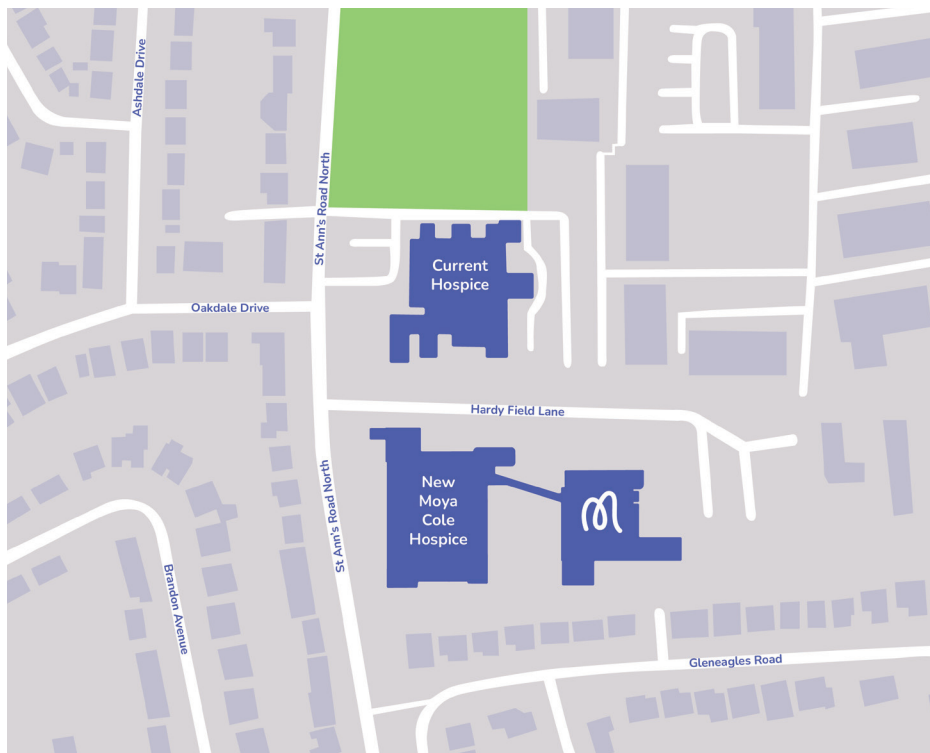 Ashdale Drive
St Ann's Road North
Current
Hospice
Oakdale Drive
Hardy Field Lane
New
Moya
Cole
Hospice
St Ann's Road North
Brandon Avenue
Gleneagles Road